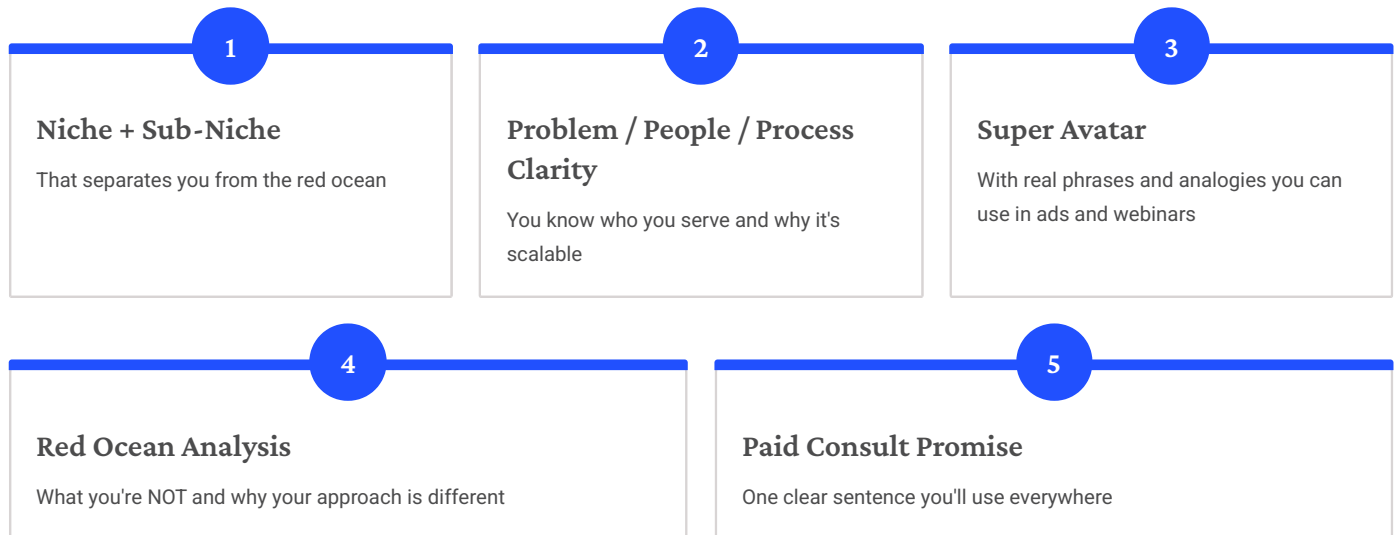 1
Niche + Sub-Niche
That separates you from the red ocean
2
Problem / People / Process
Clarity
You know who you serve and why it's
scalable
3
Super Avatar
With real phrases and analogies you can
use in ads and webinars
4
Red Ocean Analysis
What you're NOT and why your approach is different
5
Paid Consult Promise
One clear sentence you'll use everywhere